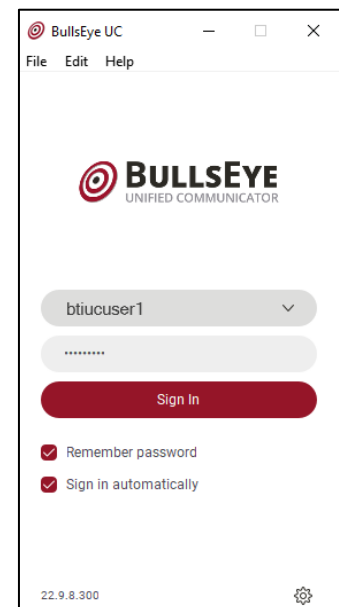 BullsEye UC
File Edit Help
BULLSEYE
UNIFIED COMMUNICATOR
btiucuser1
•••••••••
Sign In
Remember password
Sign in automatically
22.9.8.300